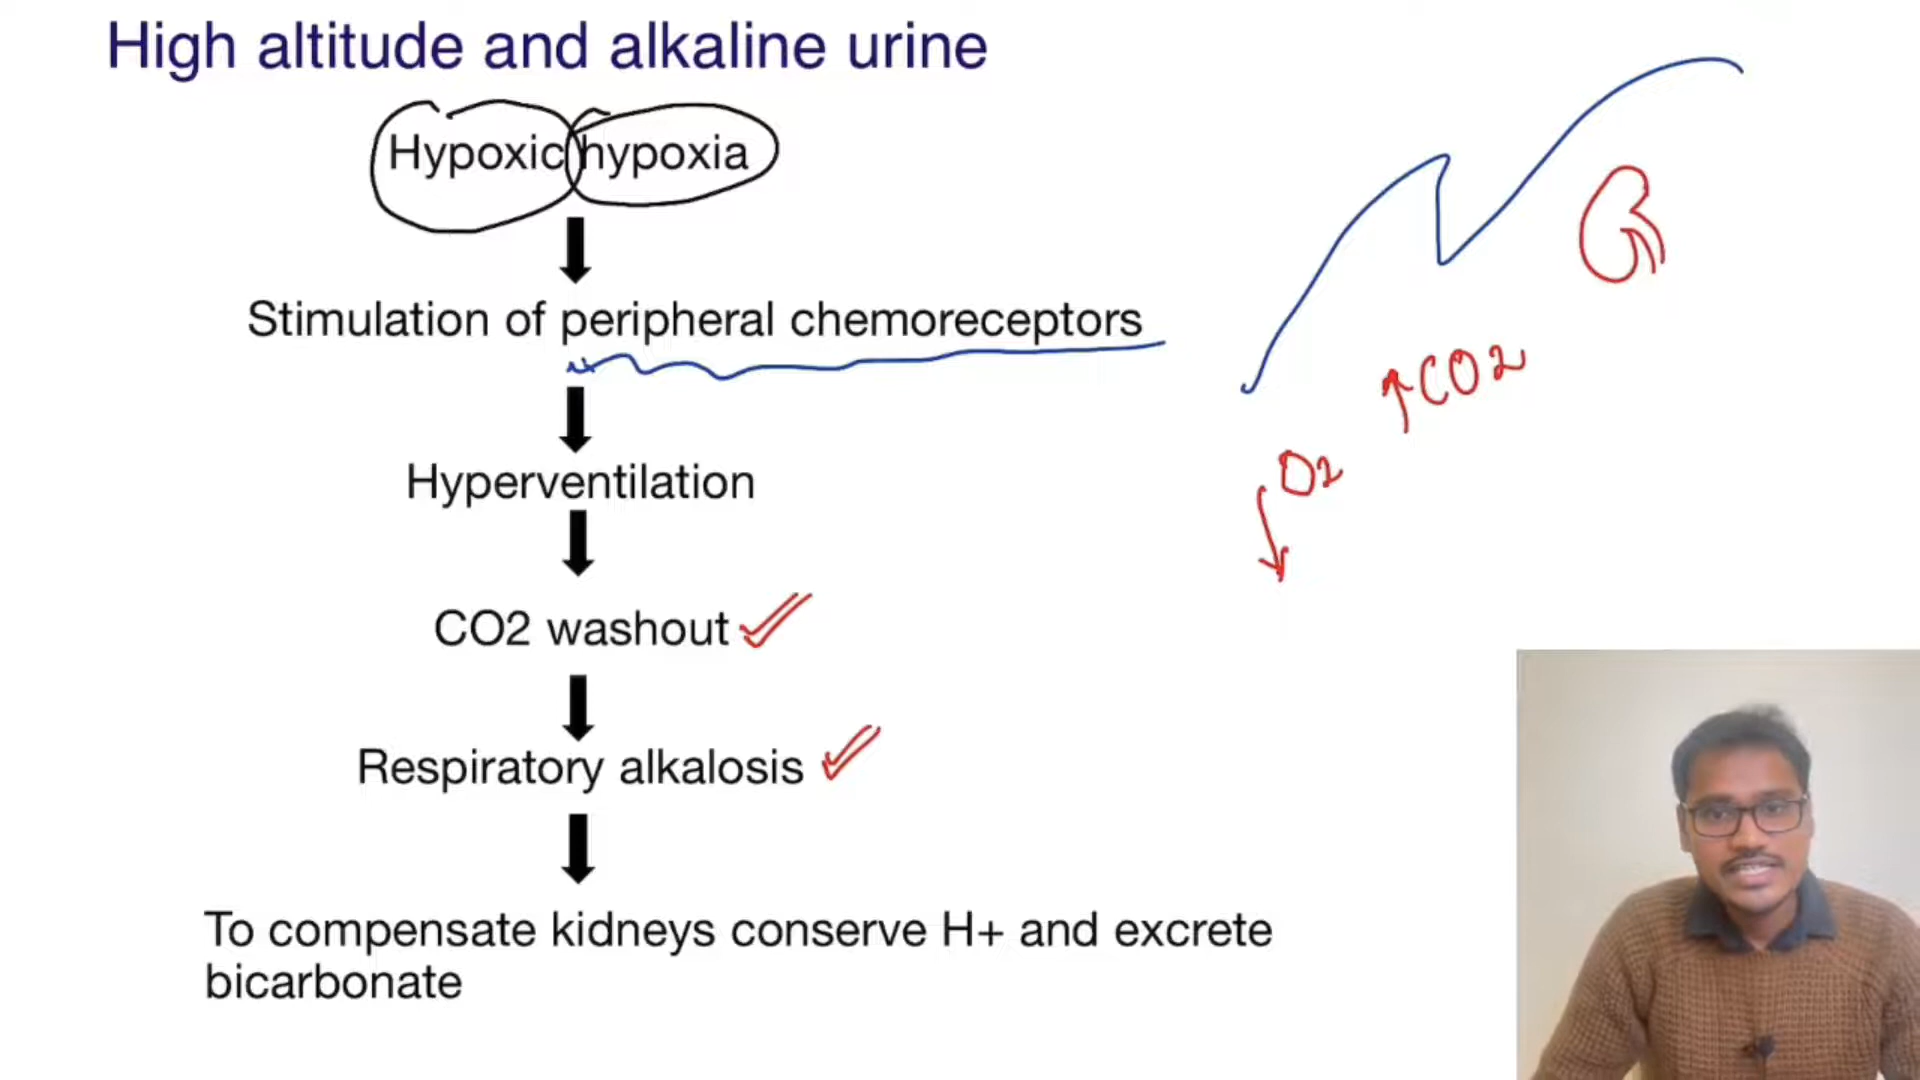 High altitude and alkaline urine
Hypoxic hypoxia
Stimulation of peripheral chemoreceptors
↑CO2
O2
Hyperventilation
CO2 washout
Respiratory alkalosis
To compensate kidneys conserve H+ and excrete
bicarbonate